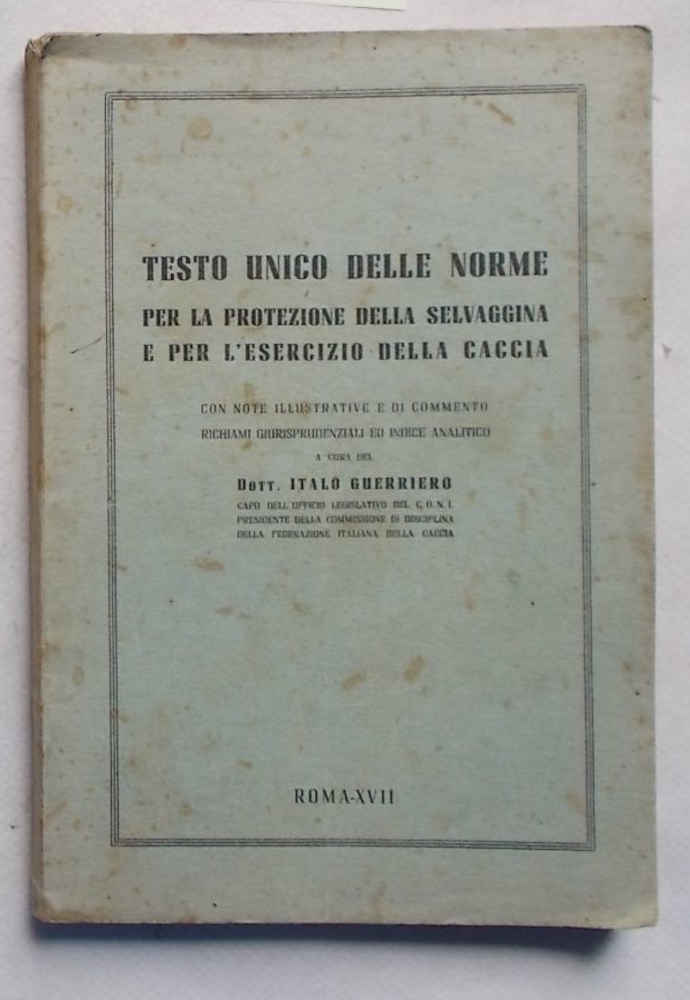 TESTO UNICO DELLE NORME
PER LA PROTEZIONE DELLA SELVAGGINA
E PER L'ESERCIZIO DELLA CACCIA
CON NOTE ILLUSTRATIVE E DI COMMENTO
RICHIAMI GIURISPRUDENZIALI ED INDICE ANALITICO
A CURA DEL
DOTT. ITALO GUERRIERO
CAPO DELL'UFFICIO LEGISLATIVO DEL C.O.N.I.
PRESIDENTE DELLA COMMISSIONE DI DISCIPLINA
DELLA FEDERAZIONE ITALIANA DELLA CACCIA
ROMA-XVII